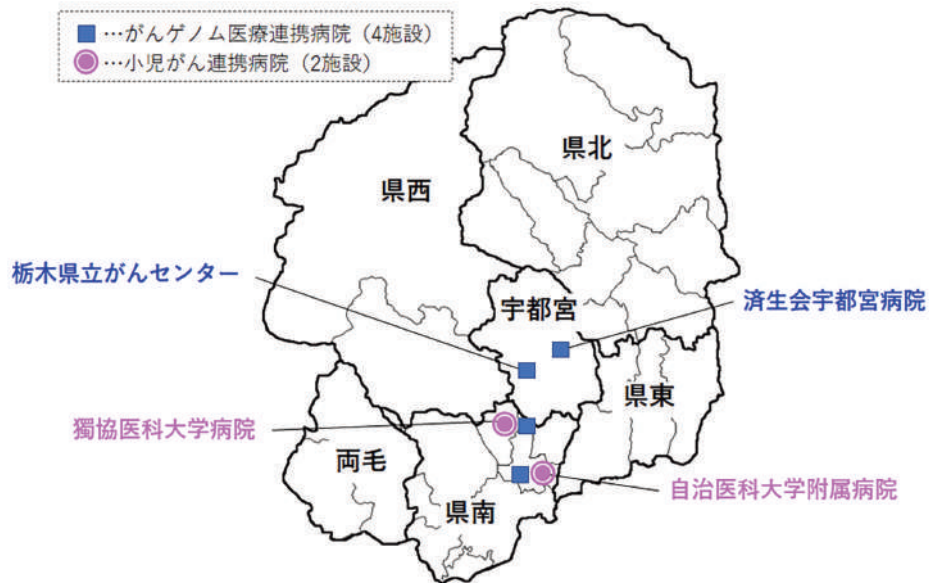 …がんゲノム医療連携病院（4施設）
…小児がん連携病院（2施設）
県北
県西
栃木県立がんセンター
宇都宮
済生会宇都宮病院
県東
獨協医科大学病院
両毛
自治医科大学附属病院
県南